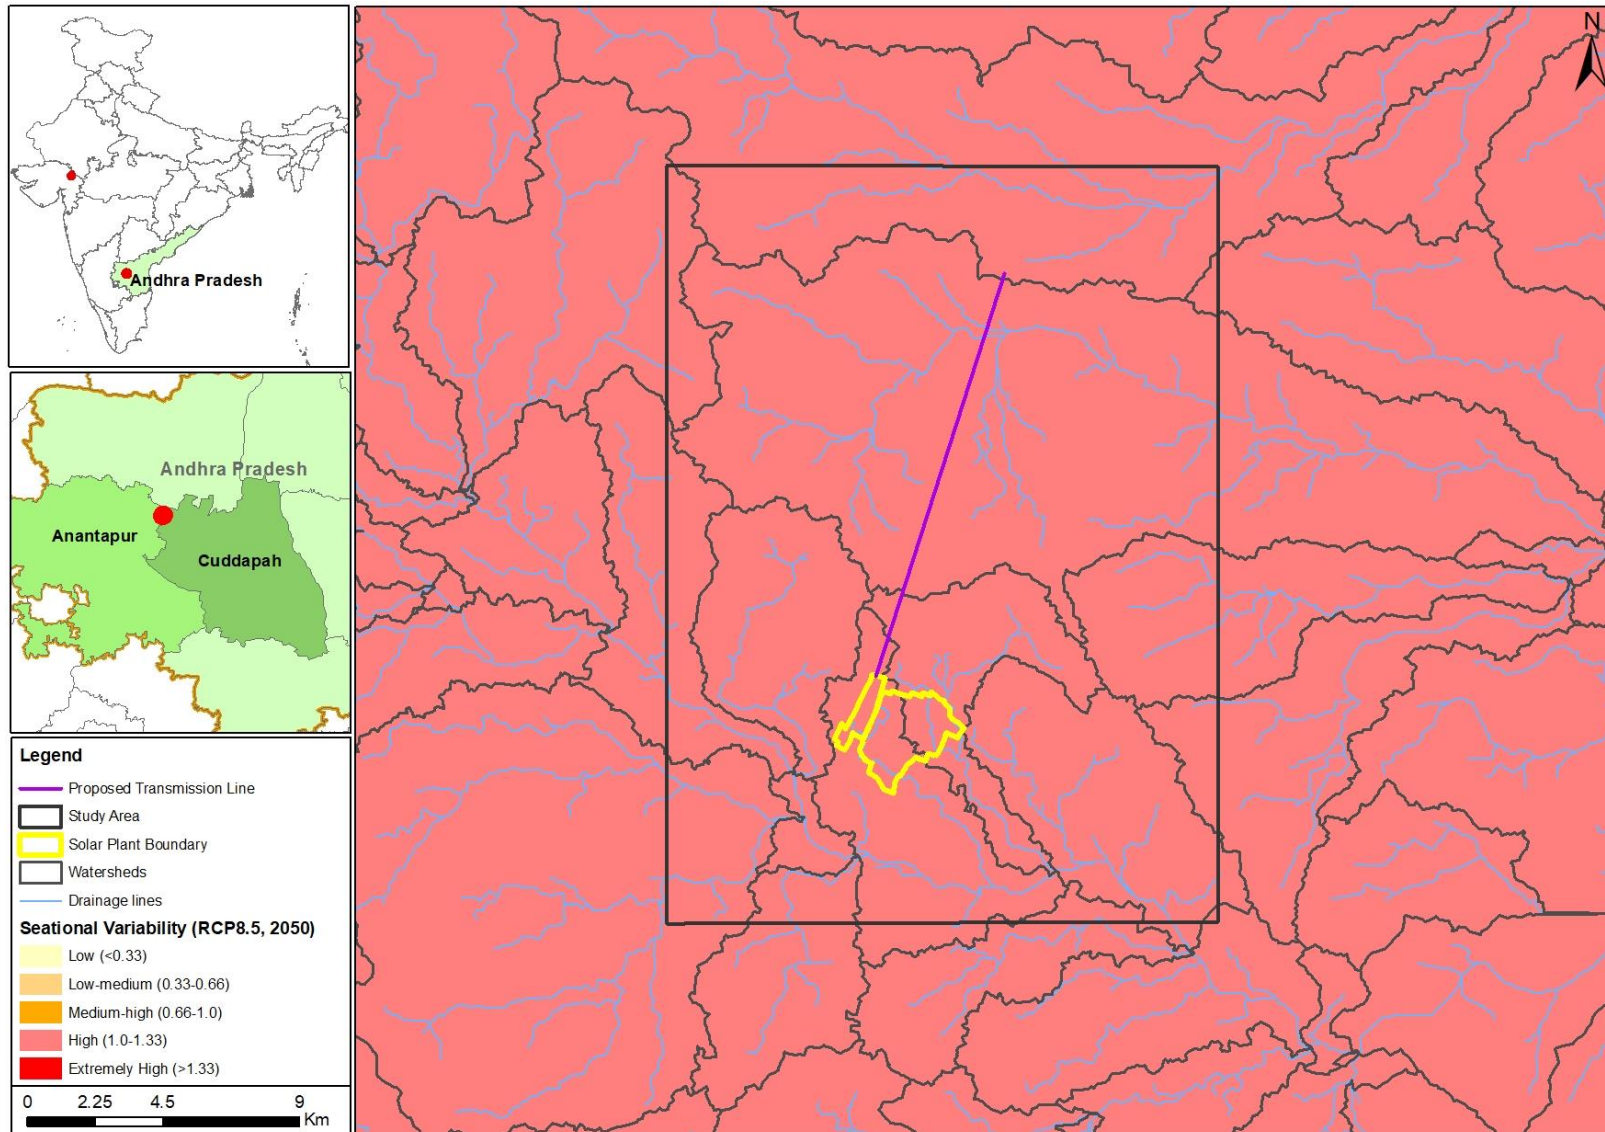 Andhra Pradesh
Andhra Pradesh
Anantapur
Cuddapah
Legend
Proposed Transmission Line
Study Area
Solar Plant Boundary
Watersheds
Drainage lines
Seational Variability (RCP8.5, 2050)
Low (<0.33)
Low-medium (0.33-0.66)
Medium-high (0.66-1.0)
High (1.0-1.33)
Extremely High (>1.33)
0 2.25 4.5 9
Km
N